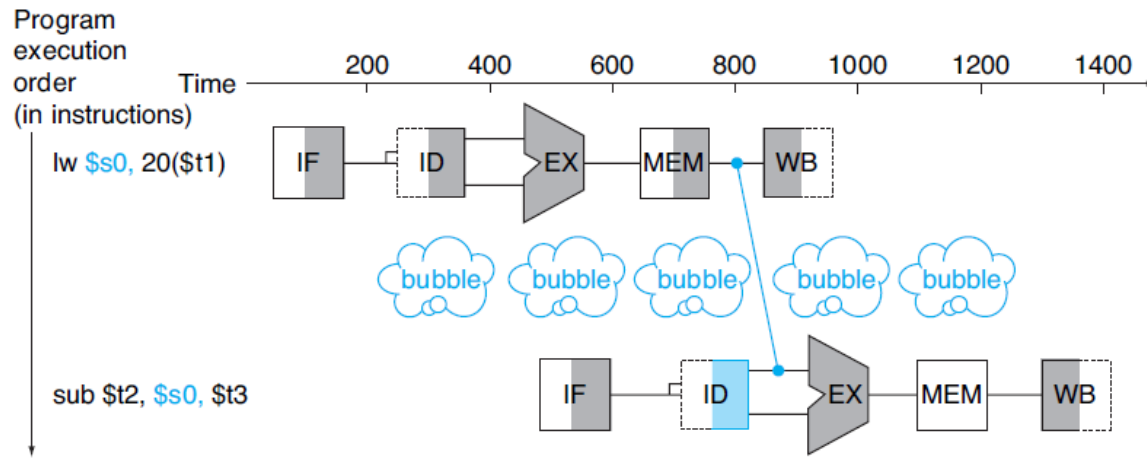 Program
execution
order
(in instructions)
Time
200 400 600 800 1000 1200 1400
lw $s0, 20($t1)
IF ID EX MEM WB
bubble bubble bubble bubble bubble
sub $t2, $s0, $t3
IF ID EX MEM WB